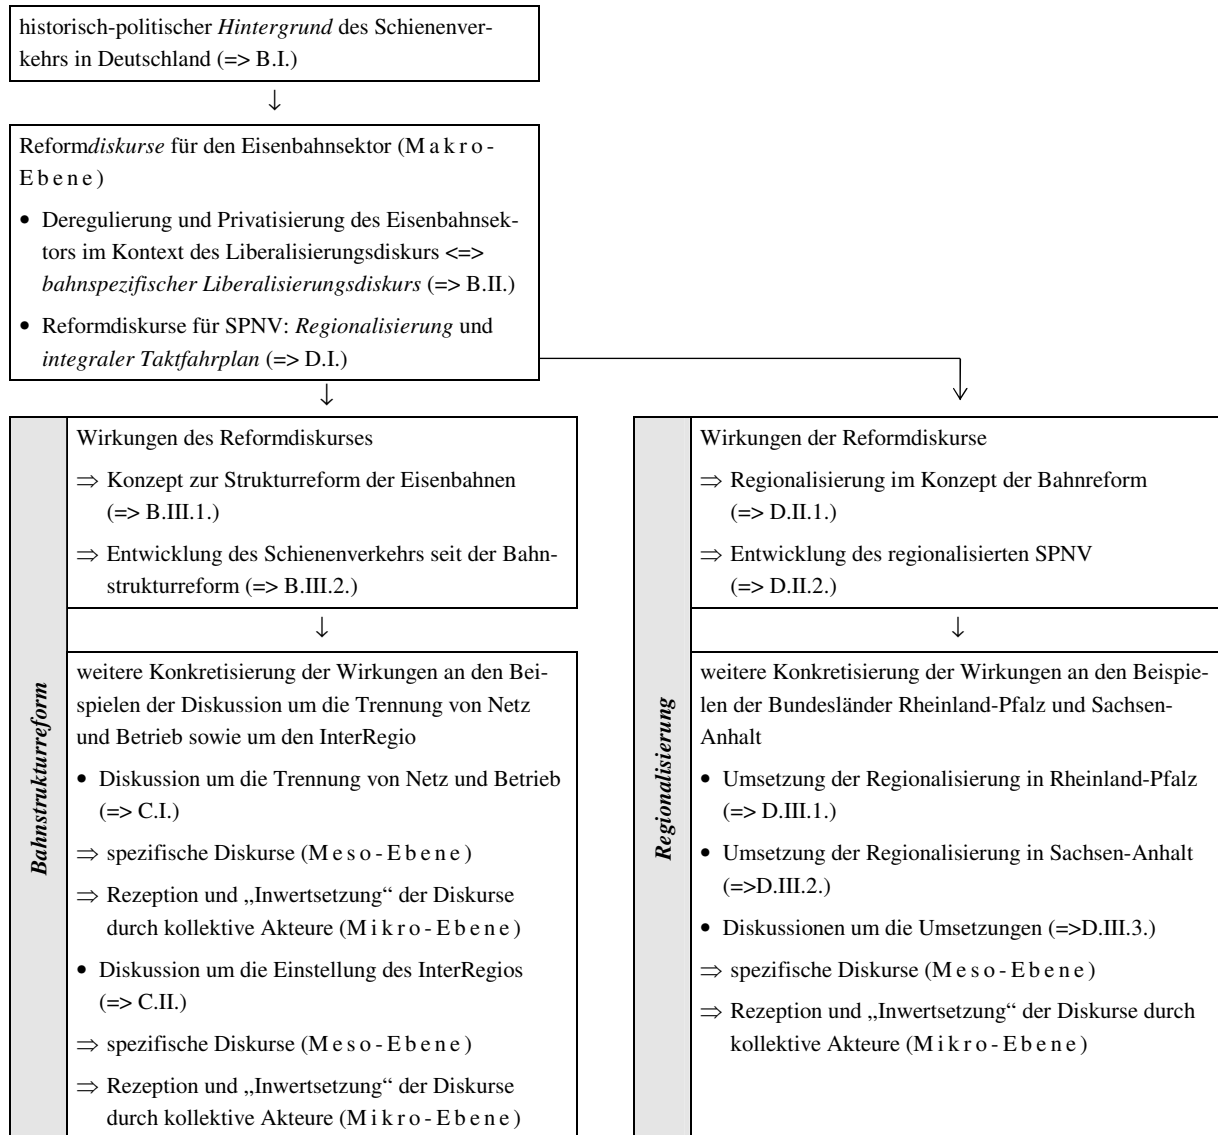 historisch-politischer Hintergrund des Schienenver-
kehrs in Deutschland (=> B.I.)
↓
Reformdiskurse für den Eisenbahnsektor (M a k r o -
E b e n e )
• Deregulierung und Privatisierung des Eisenbahnsek-
tors im Kontext des Liberalisierungsdiskurs <=>
bahnspezifischer Liberalisierungsdiskurs (=> B.II.)
• Reformdiskurse für SPNV: Regionalisierung und
integraler Taktfahrplan (=> D.I.)
↓
Bahnstrukturreform
Wirkungen des Reformdiskurses
⇒ Konzept zur Strukturreform der Eisenbahnen
(=> B.III.1.)
⇒ Entwicklung des Schienenverkehrs seit der Bahn-
strukturreform (=> B.III.2.)
↓
weitere Konkretisierung der Wirkungen an den Bei-
spielen der Diskussion um die Trennung von Netz
und Betrieb sowie um den InterRegio
• Diskussion um die Trennung von Netz und Betrieb
(=> C.I.)
⇒ spezifische Diskurse (M e s o - E b e n e )
⇒ Rezeption und „Inwertsetzung“ der Diskurse
durch kollektive Akteure (M i k r o - E b e n e )
• Diskussion um die Einstellung des InterRegios
(=> C.II.)
⇒ spezifische Diskurse (M e s o - E b e n e )
⇒ Rezeption und „Inwertsetzung“ der Diskurse
durch kollektive Akteure (M i k r o - E b e n e )
Regionalisierung
Wirkungen der Reformdiskurse
⇒ Regionalisierung im Konzept der Bahnreform
(=> D.II.1.)
⇒ Entwicklung des regionalisierten SPNV
(=> D.II.2.)
↓
weitere Konkretisierung der Wirkungen an den Beispie-
len der Bundesländer Rheinland-Pfalz und Sachsen-
Anhalt
• Umsetzung der Regionalisierung in Rheinland-Pfalz
(=> D.III.1.)
• Umsetzung der Regionalisierung in Sachsen-Anhalt
(=>D.III.2.)
• Diskussionen um die Umsetzungen (=>D.III.3.)
⇒ spezifische Diskurse (M e s o - E b e n e )
⇒ Rezeption und „Inwertsetzung“ der Diskurse durch
kollektive Akteure (M i k r o - E b e n e )